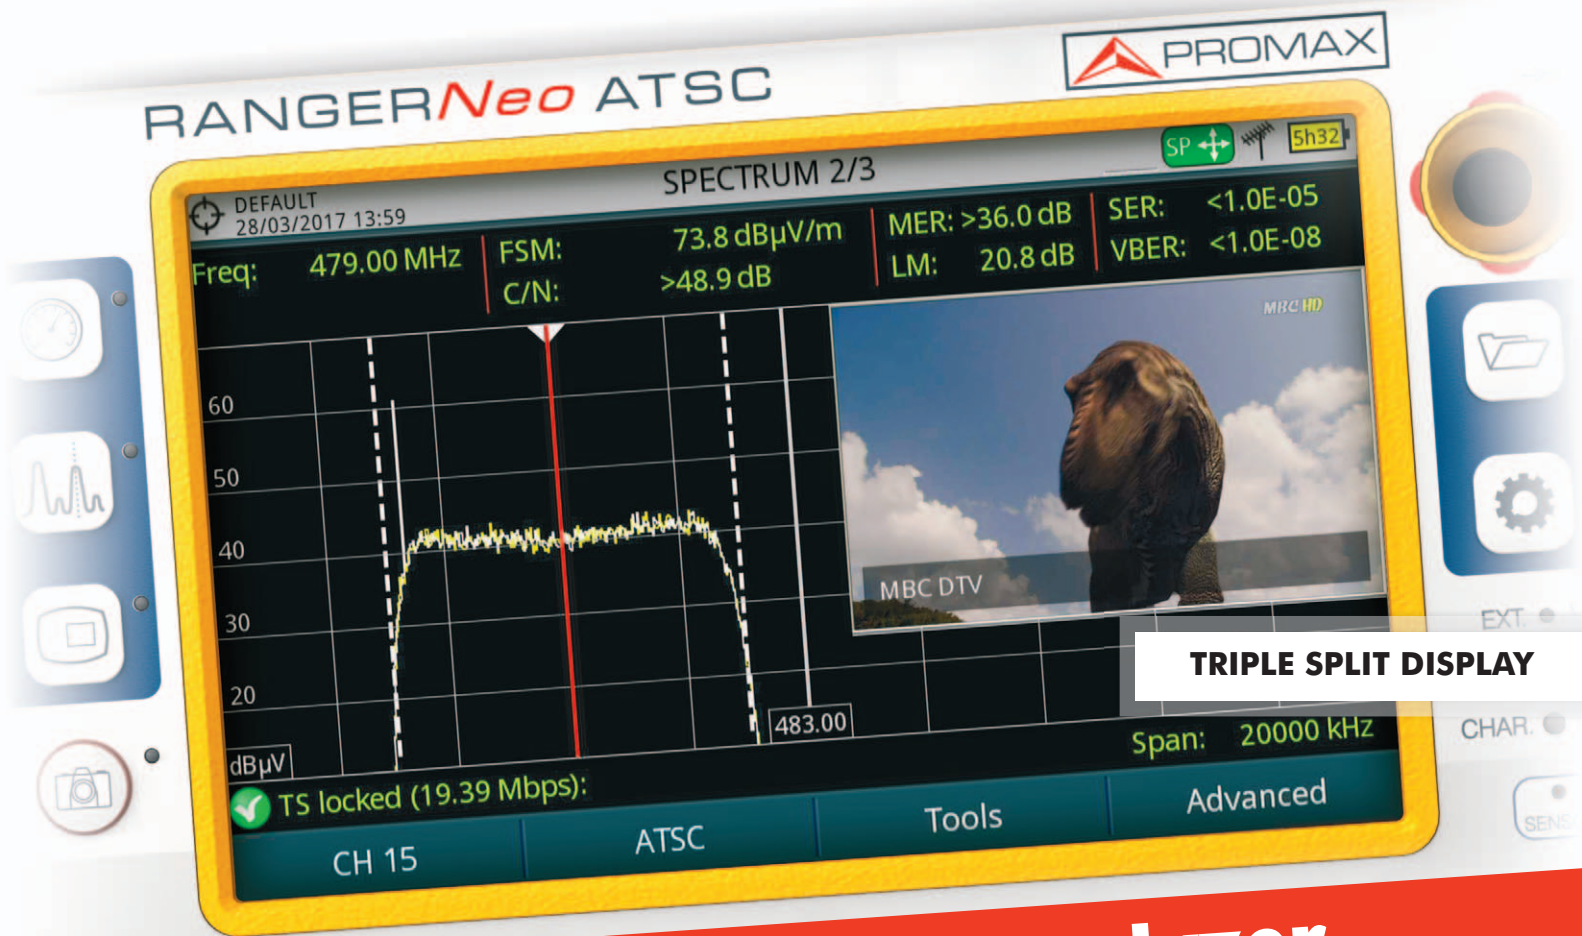 RANGERNeo ATSC
PROMAX
DEFAULT
28/03/2017 13:59
SPECTRUM 2/3
SP
5h32
Freq: 479.00 MHz
FSM: 73.8 dBµV/m
C/N: >48.9 dB
MER: >36.0 dB
LM: 20.8 dB
SER: <1.0E-05
VBER: <1.0E-08
MBC HD
60
50
40
30
20
dBµV
MBC DTV
483.00
TRIPLE SPLIT DISPLAY
EXT.
CHAR.
Span: 20000 kHz
TS locked (19.39 Mbps):
CH 15
ATSC
Tools
Advanced